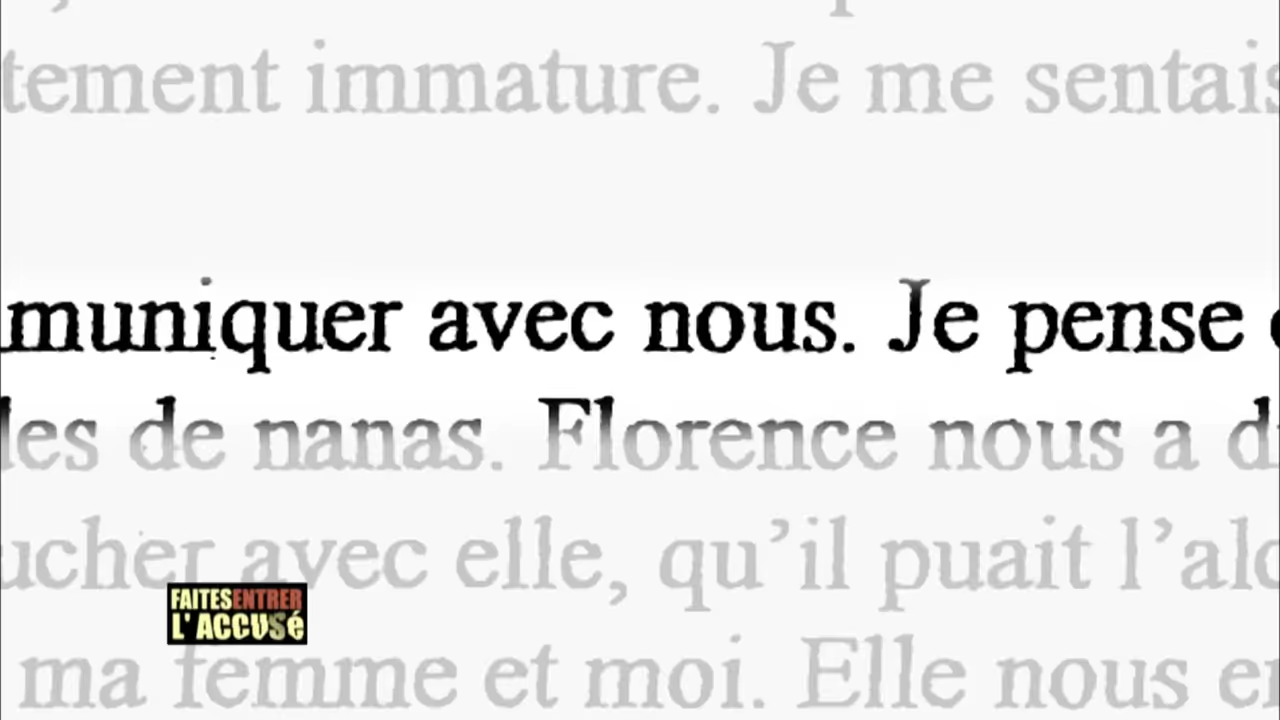 tement immature. Je me sentais
muniquer avec nous. Je pense
les de nanas. Florence nous a
ucher avec elle, qu’il puait l’alc
ma femme et moi. Elle nous
FAITES ENTRER
L'ACCUSé